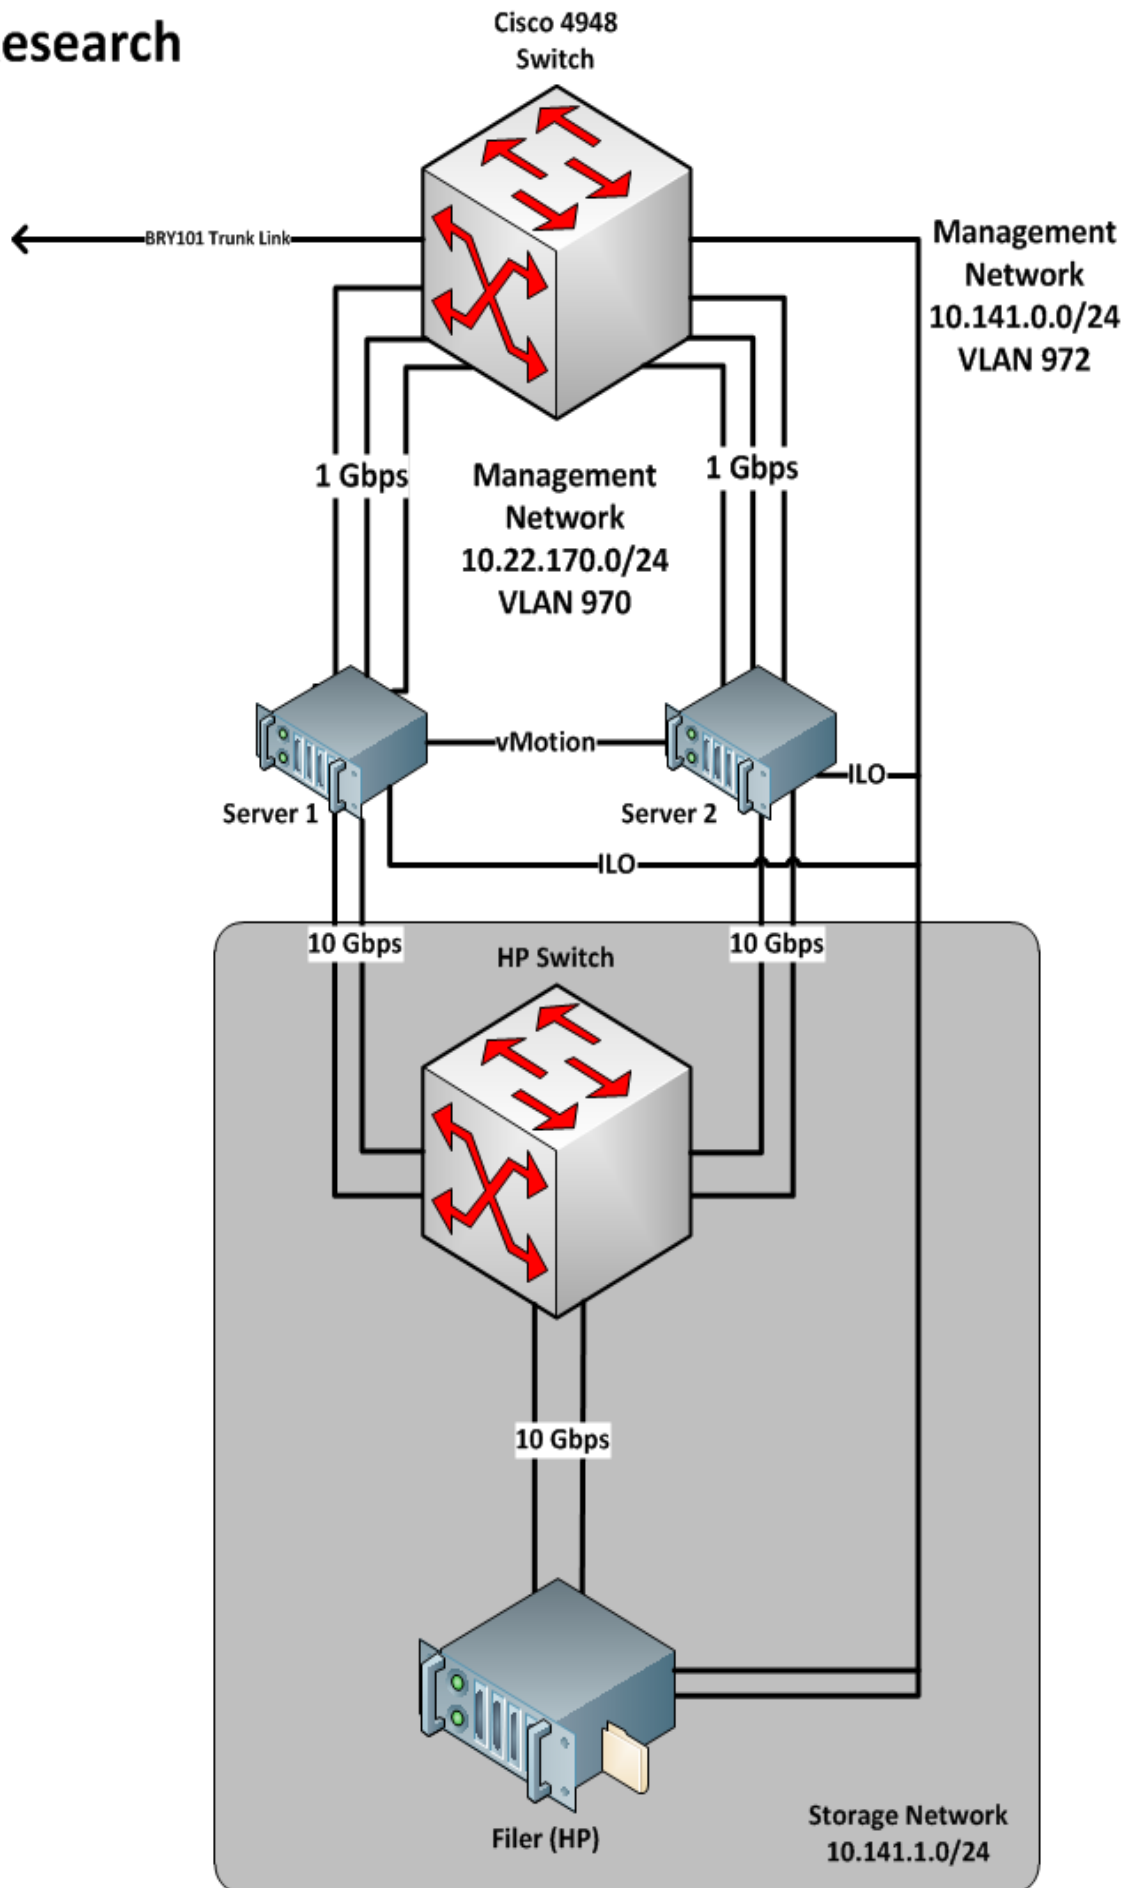 esearch
Cisco 4948
Switch
BRY101 Trunk Link
Management
Network
10.141.0.0/24
VLAN 972
1 Gbps
Management
Network
10.22.170.0/24
VLAN 970
1 Gbps
vMotion
Server 1
Server 2
ILO
ILO
10 Gbps
HP Switch
10 Gbps
10 Gbps
Filer (HP)
Storage Network
10.141.1.0/24